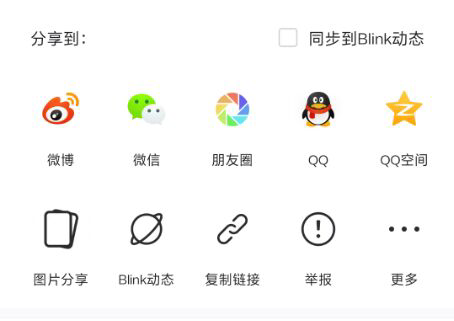 分享到:
同步到Blink动态
微博
微信
朋友圈
QQ
QQ空间
图片分享
Blink动态
复制链接
举报
更多